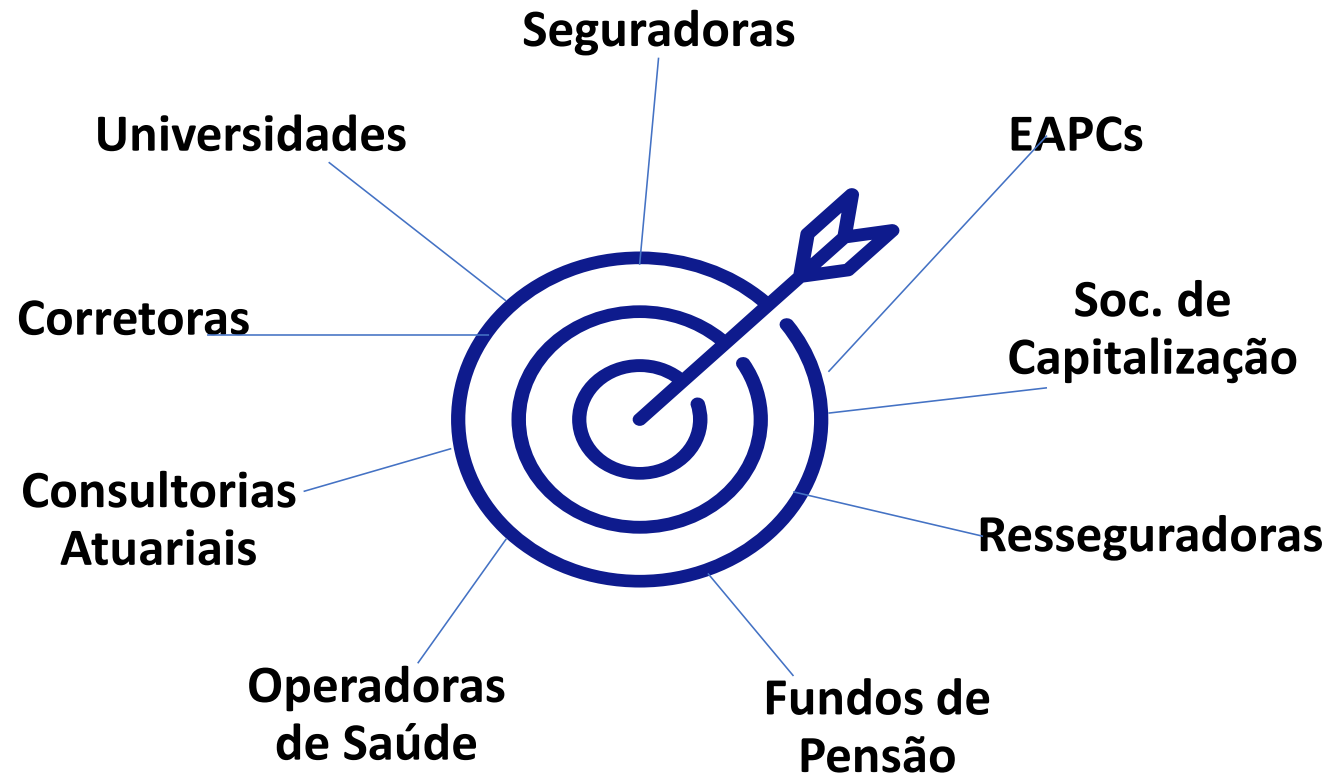 Seguradoras
Universidades
EAPCs
Corretoras
Soc. de
Capitalização
Consultorias
Atuariais
Resseguradoras
Operadoras
de Saúde
Fundos de
Pensão